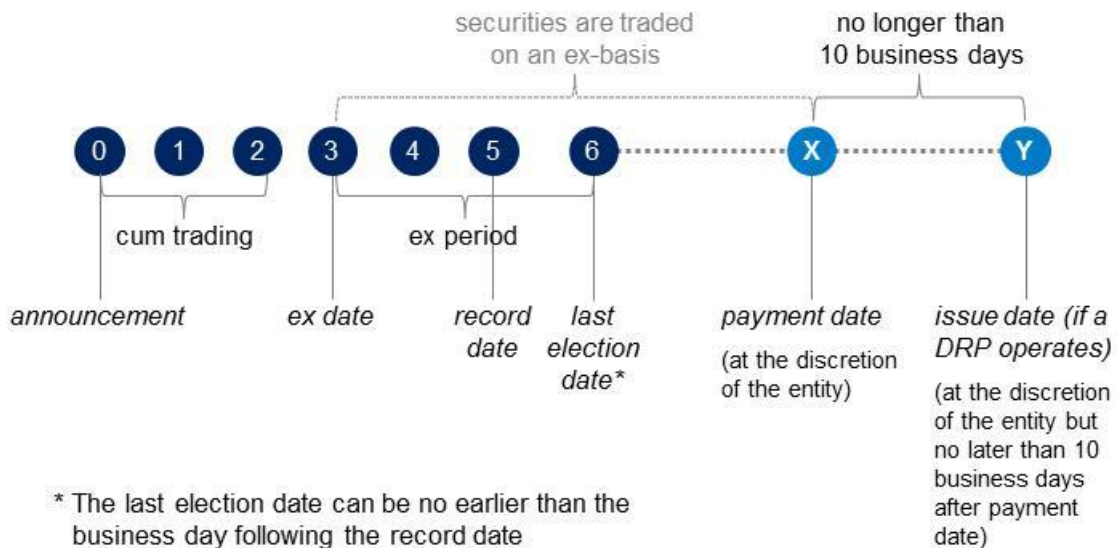 securities are traded
on an ex-basis
no longer than
10 business days
0
1
2
3
4
5
6
X
Y
cum trading
ex period
announcement
ex date
record
date
last
election
date*
payment date
(at the discretion
of the entity)
issue date (if a
DRP operates)
(at the discretion
of the entity but
no later than 10
business days
after payment
date)
* The last election date can be no earlier than the
business day following the record date